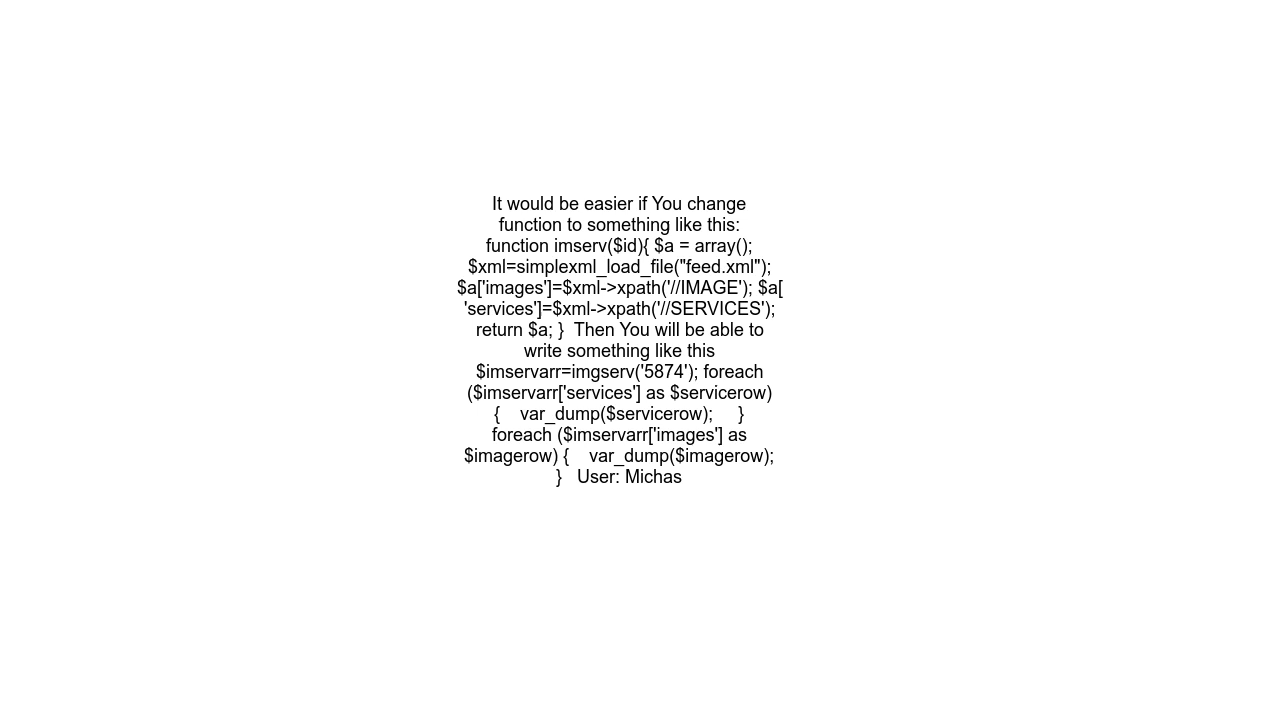 It would be easier if You change
function to something like this:
function imserv($id){ $a = array();
$xml=simplexml_load_file("feed.xml");
$a['images']=$xml->xpath('//IMAGE'); $a[
'services']=$xml->xpath('//SERVICES');
return $a; }  Then You will be able to
write something like this
$imservarr=imgserv('5874'); foreach
($imservarr['services'] as $servicerow)
{    var_dump($servicerow);     }
foreach ($imservarr['images'] as
$imagerow) {    var_dump($imagerow);
}   User: Michas